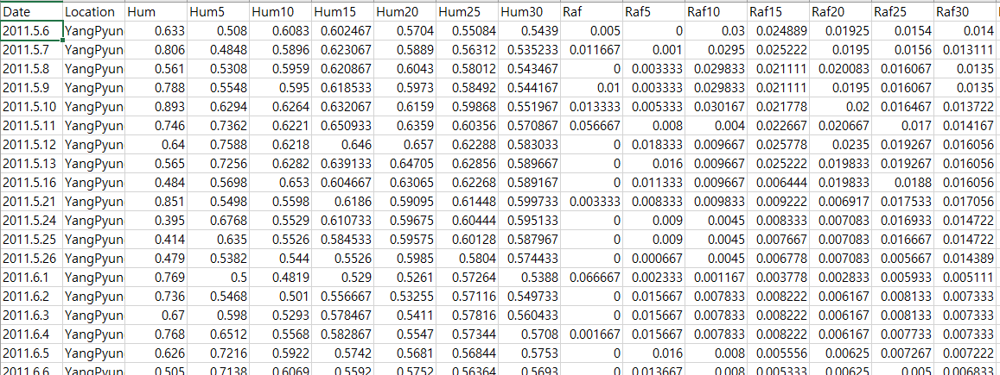 Date Location Hum Hum5 Hum10 Hum15 Hum20 Hum25 Hum30 Raf Raf5 Raf10 Raf15 Raf20 Raf25 Raf30
2011.5.6 YangPyun 0.633 0.508 0.6083 0.602467 0.5704 0.55084 0.5439 0.005 0 0.03 0.024889 0.01925 0.0154 0.014
2011.5.7 YangPyun 0.806 0.4848 0.5896 0.623067 0.5889 0.56312 0.535233 0.011667 0.001 0.0295 0.025222 0.0195 0.0156 0.013111
2011.5.8 YangPyun 0.561 0.5308 0.5959 0.620867 0.6043 0.58012 0.543467 0 0.003333 0.029833 0.021111 0.020083 0.016067 0.0135
2011.5.9 YangPyun 0.788 0.5548 0.595 0.618533 0.5973 0.58492 0.544167 0.01 0.003333 0.029833 0.021111 0.0195 0.016067 0.0135
2011.5.10 YangPyun 0.893 0.6294 0.6264 0.632067 0.6159 0.59868 0.551967 0.013333 0.005333 0.030167 0.021778 0.02 0.016467 0.013722
2011.5.11 YangPyun 0.746 0.7362 0.6221 0.650933 0.6359 0.60356 0.570867 0.056667 0.008 0.004 0.022667 0.020667 0.017 0.014167
2011.5.12 YangPyun 0.64 0.7588 0.6218 0.646 0.657 0.62288 0.583033 0 0.018333 0.009667 0.025778 0.0235 0.019267 0.016056
2011.5.13 YangPyun 0.565 0.7256 0.6282 0.639133 0.64705 0.62856 0.589667 0 0.016 0.009667 0.025222 0.019833 0.019267 0.016056
2011.5.16 YangPyun 0.484 0.5698 0.653 0.604667 0.63065 0.62268 0.589167 0 0.011333 0.009667 0.006444 0.019833 0.0188 0.016056
2011.5.21 YangPyun 0.851 0.5498 0.5598 0.6186 0.59095 0.61448 0.599733 0.003333 0.008333 0.009833 0.009222 0.006917 0.017533 0.017056
2011.5.24 YangPyun 0.395 0.6768 0.5529 0.610733 0.59675 0.60444 0.595133 0 0.009 0.0045 0.008333 0.007083 0.016933 0.014722
2011.5.25 YangPyun 0.414 0.635 0.5526 0.584533 0.59575 0.60128 0.587967 0 0.009 0.0045 0.007667 0.007083 0.016667 0.014722
2011.5.26 YangPyun 0.479 0.5382 0.544 0.5526 0.5985 0.5804 0.574433 0 0.000667 0.0045 0.006778 0.007083 0.005667 0.014389
2011.6.1 YangPyun 0.769 0.5 0.4819 0.529 0.5261 0.57264 0.5388 0.066667 0.002333 0.001167 0.003778 0.002833 0.005933 0.005111
2011.6.2 YangPyun 0.736 0.5468 0.501 0.556667 0.53255 0.57116 0.549733 0 0.015667 0.007833 0.008222 0.006167 0.008133 0.007333
2011.6.3 YangPyun 0.67 0.598 0.5293 0.578467 0.5411 0.57816 0.560433 0 0.015667 0.007833 0.008222 0.006167 0.008133 0.007333
2011.6.4 YangPyun 0.768 0.6512 0.5568 0.582867 0.5547 0.57344 0.5708 0.001667 0.015667 0.007833 0.008222 0.006167 0.007733 0.007333
2011.6.5 YangPyun 0.626 0.7216 0.5922 0.5742 0.5681 0.56844 0.5753 0 0.016 0.008 0.005556 0.00625 0.007267 0.007222
2011.6.6 YangPyun 0.505 0.7138 0.6069 0.5592 0.5752 0.56364 0.5693 0 0.013667 0.008 0.005333 0.00625 0.005 0.006833